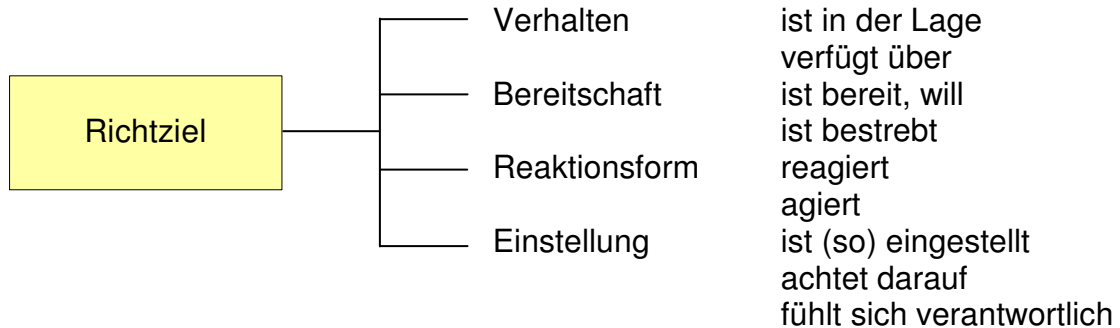 Verhalten ist in der Lage
verfügt über
Bereitschaft ist bereit, will
Richtziel ist bestrebt
Reaktionsform reagiert
agiert
Einstellung ist (so) eingestellt
achtet darauf
fühlt sich verantwortlich